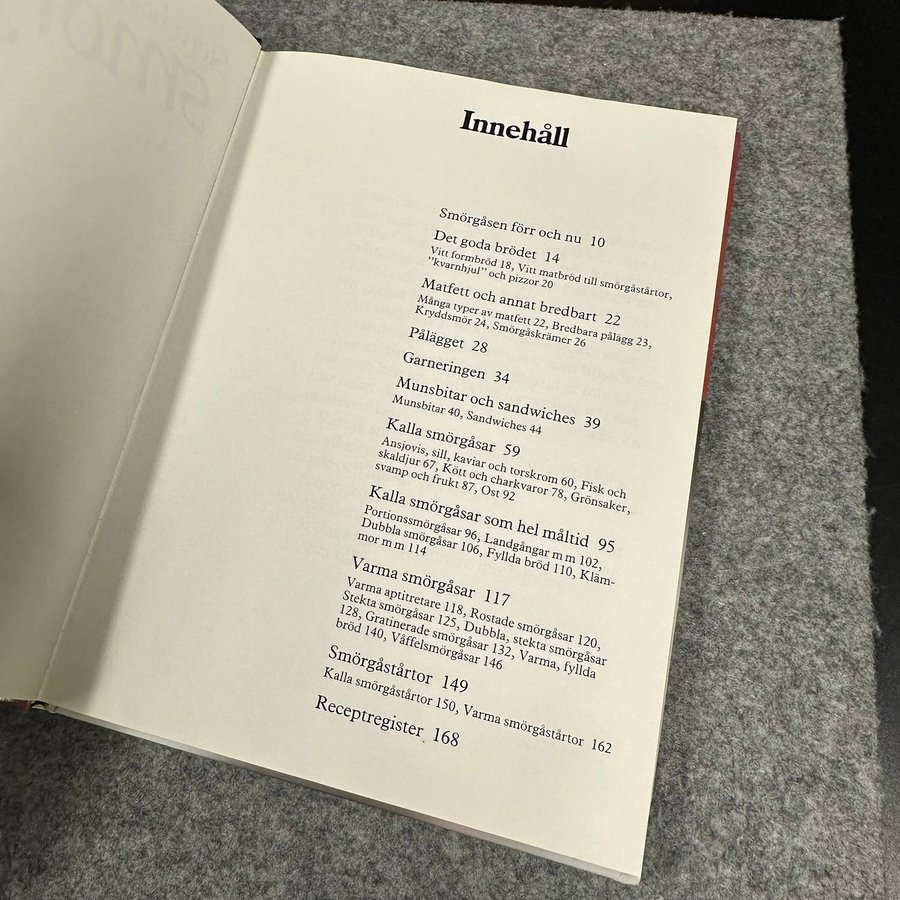 Innehåll
Smörgåsen förr och nu 10
Det goda brödet 14
Vitt formbröd 18, Vitt matbröd till smörgåstårtor,
”kvarnhjul” och pizzor 20
Matfett och annat bredbart 22
Många typer av matfett 22, Bredbara pålägg 23,
Kryddsmör 24, Smörgåskrämer 26
Pålägget 28
Garneringen 34
Munsbitar och sandwiches 39
Munsbitar 40, Sandwiches 44
Kalla smörgåsar 59
Ansjovis, sill, kaviar och torskrom 60, Fisk och
skaldjur 67, Kött och charkvaror 78, Grönsaker,
svamp och frukt 87, Ost 92
Kalla smörgåsar som hel måltid 95
Portionssmörgåsar 96, Landgångar m m 102,
Dubbla smörgåsar 106, Fyllda bröd 110, Kläm-
mor m m 114
Varma smörgåsar 117
Varma aptitretare 118, Rostade smörgåsar 120,
Stekta smörgåsar 125, Dubbla, stekta smörgåsar
128, Gratinerade smörgåsar 132, Varma, fyllda
bröd 140, Våffelsmörgåsar 146
Smörgåstårtor 149
Kalla smörgåstårtor 150, Varma smörgåstårtor 162
Receptregister 168